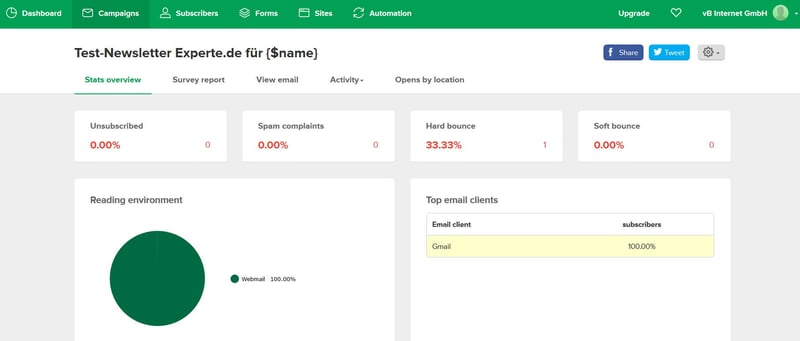 Dashboard Campaigns Subscribers Forms Sites Automation Upgrade vB Internet GmbH
Test-Newsletter Experte.de für {$name}
Share Tweet
Stats overview Survey report View email Activity Opens by location
Unsubscribed Spam complaints Hard bounce Soft bounce
0.00% 0 0.00% 0 33.33% 1 0.00% 0
Reading environment
Webmail 100.00%
Top email clients
Email client subscribers
Gmail 100.00%